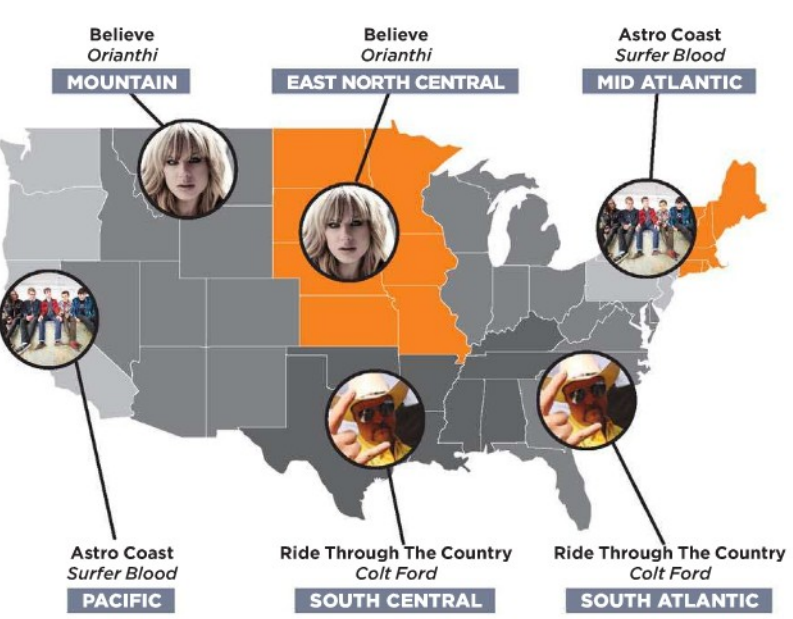 Believe
Orianthi
MOUNTAIN
Believe
Orianthi
EAST NORTH CENTRAL
Astro Coast
Surfer Blood
MID ATLANTIC
Astro Coast
Surfer Blood
PACIFIC
Ride Through The Country
Colt Ford
SOUTH CENTRAL
Ride Through The Country
Colt Ford
SOUTH ATLANTIC